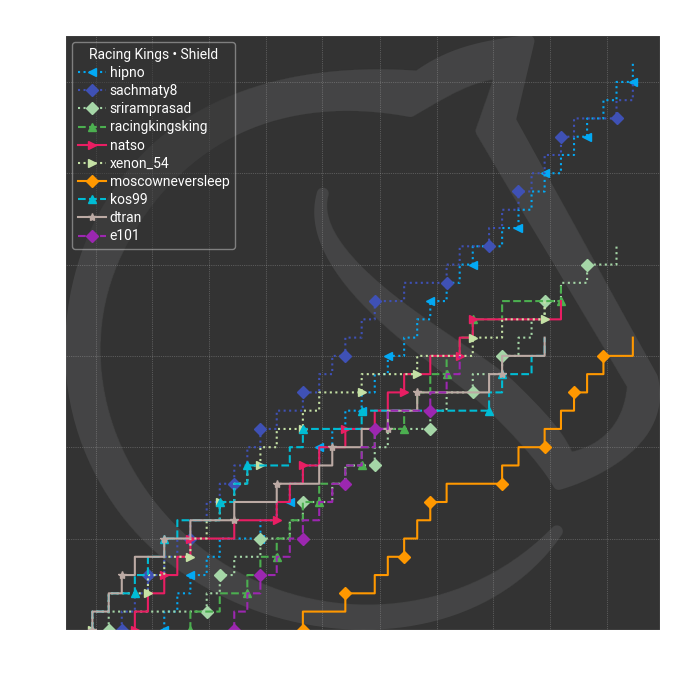 Racing Kings • Shield
hipno
sachmaty8
sriramprasad
racingkingsking
natso
xenon_54
moscowneversleep
kos99
dtran
e101